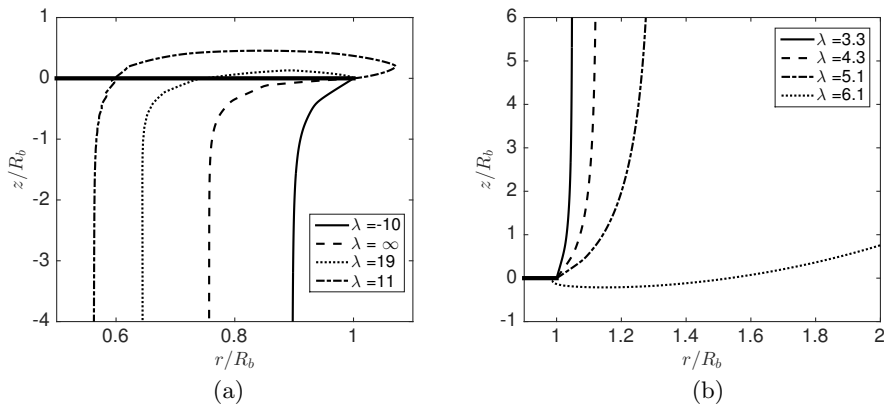 1
0
-1
-2
-3
-4
z/R_b
0.6
0.8
1
r/R_b
λ =-10
λ = ∞
λ =19
λ =11
(a)
6
5
4
3
2
1
0
-1
z/R_b
1
1.2
1.4
1.6
1.8
2
r/R_b
λ =3.3
λ =4.3
λ =5.1
λ =6.1
(b)